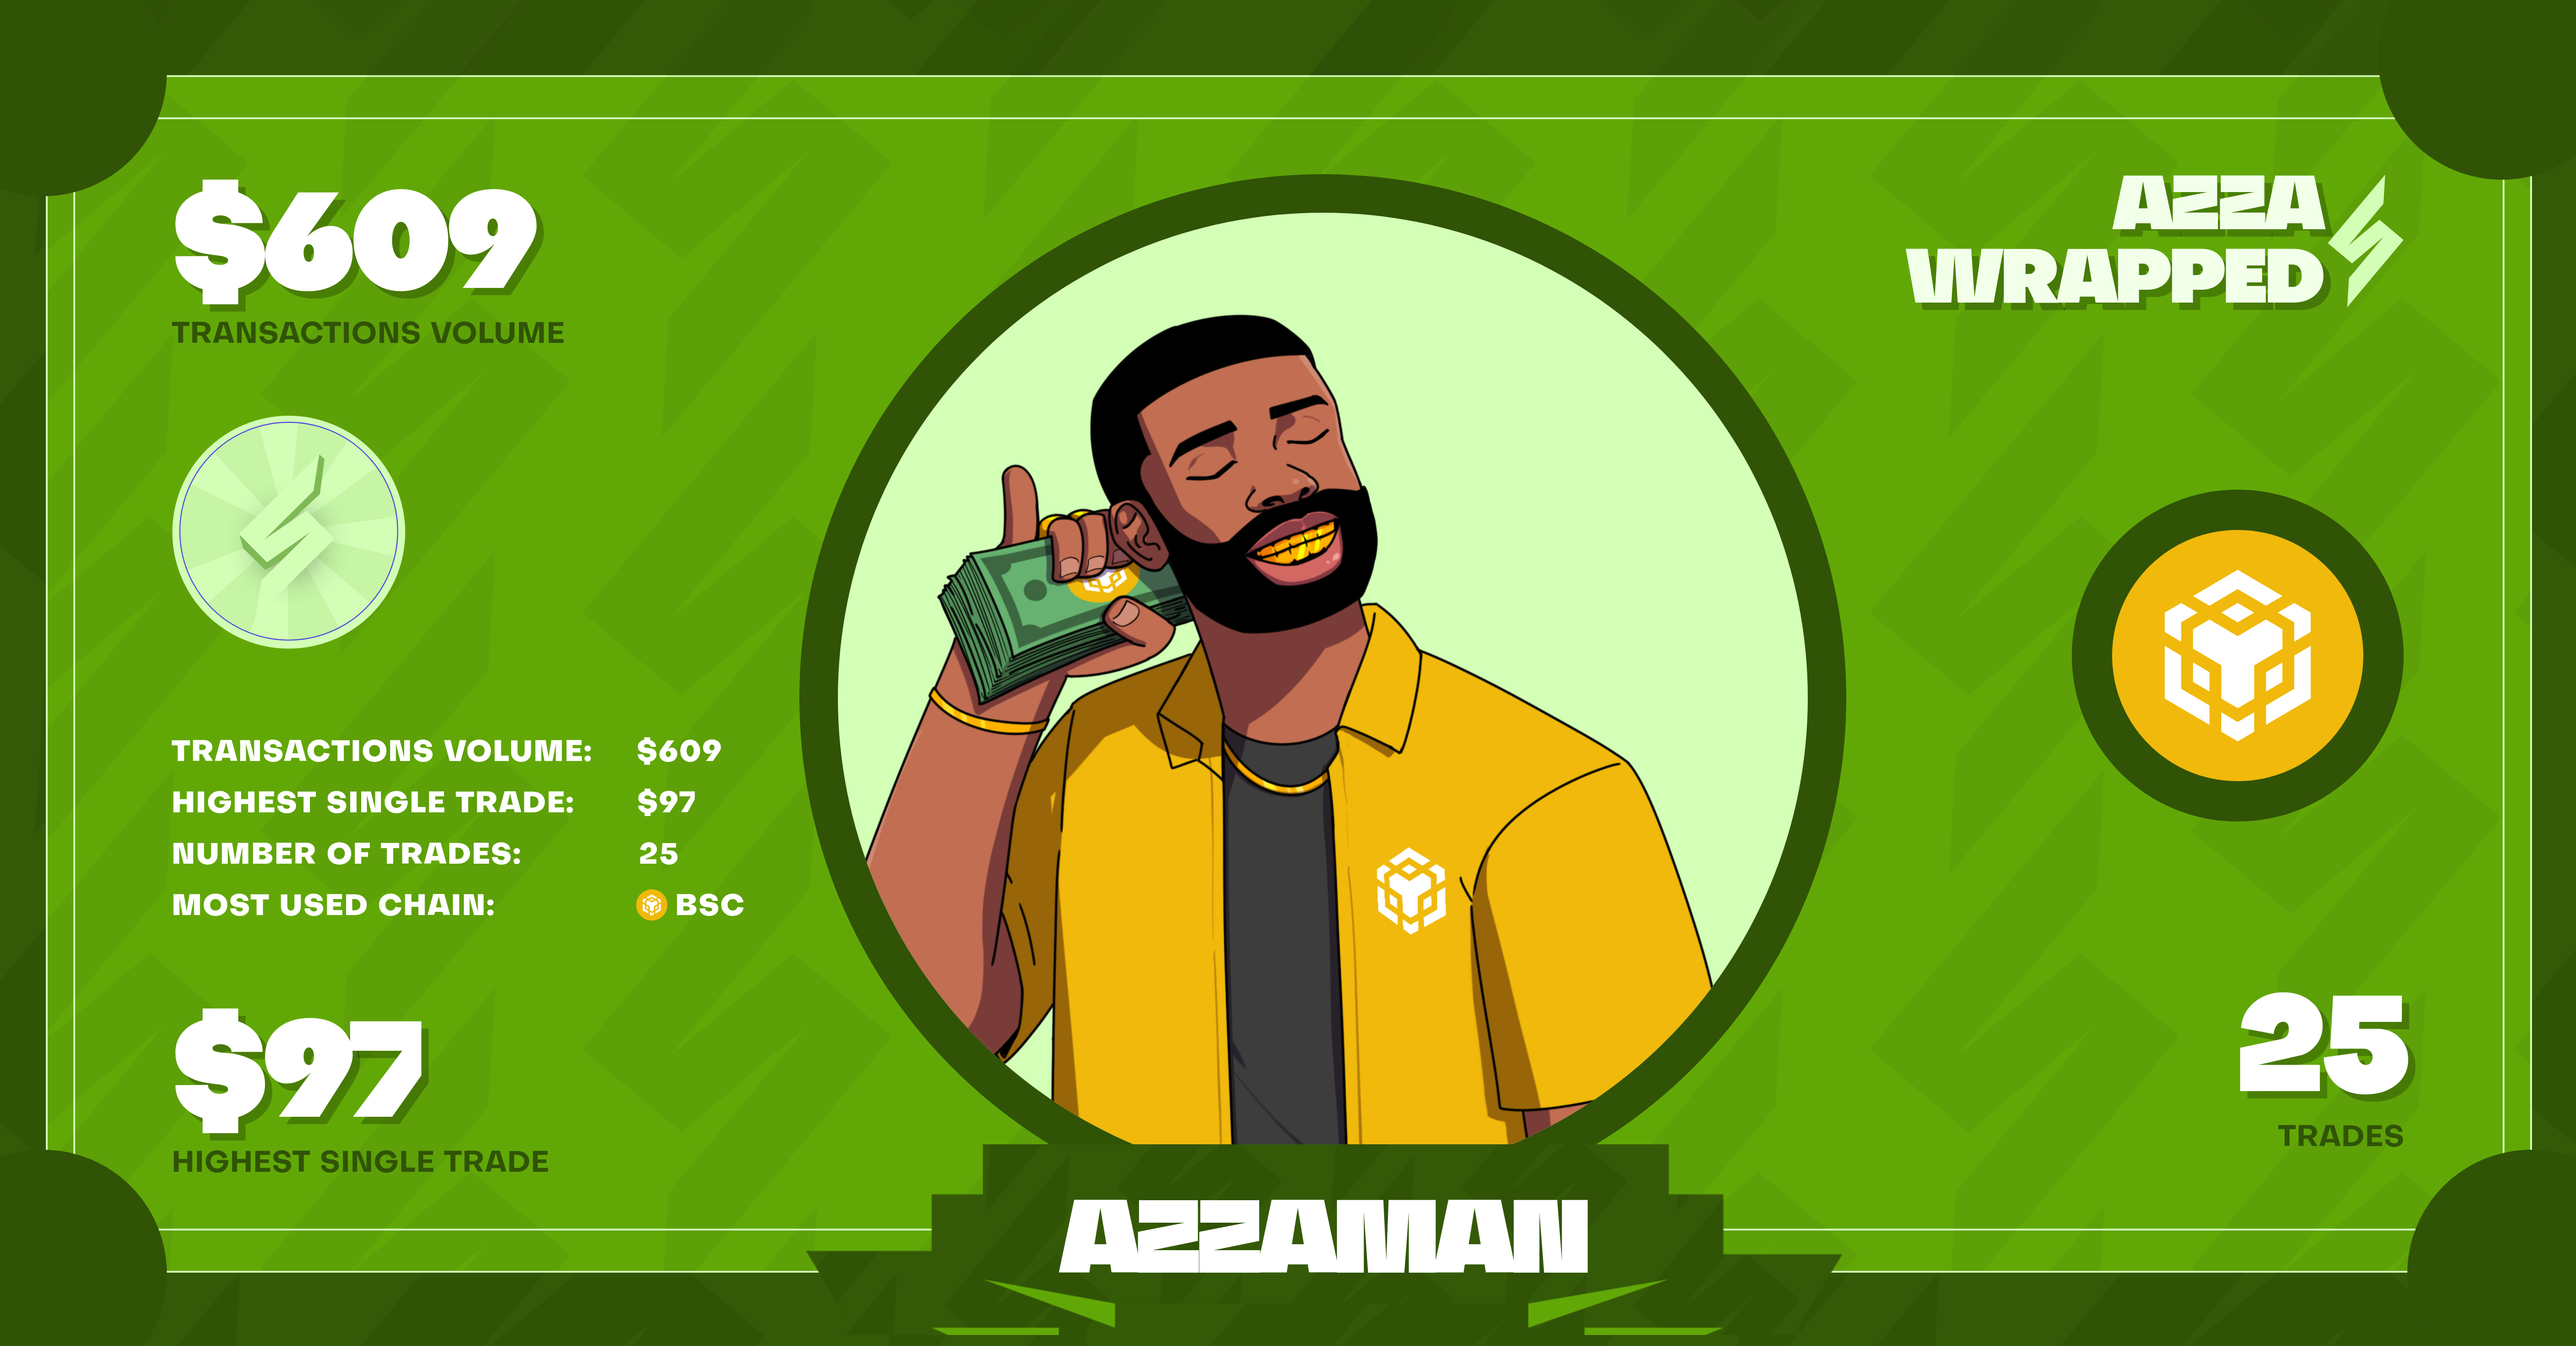 $609
TRANSACTIONS VOLUME
AZZA
WRAPPED
TRANSACTIONS VOLUME: $609
HIGHEST SINGLE TRADE: $97
NUMBER OF TRADES: 25
MOST USED CHAIN: BSC
$97
HIGHEST SINGLE TRADE
25
TRADES
AZZAMAN